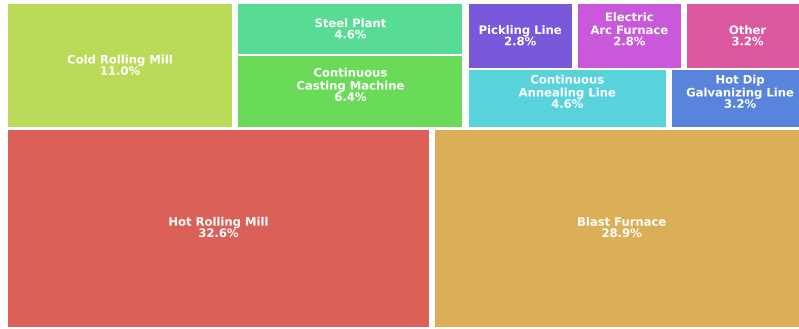 Cold Rolling Mill
11.0%
Steel Plant
4.6%
Continuous
Casting Machine
6.4%
Pickling Line
2.8%
Electric
Arc Furnace
2.8%
Other
3.2%
Continuous
Annealing Line
4.6%
Hot Dip
Galvanizing Line
3.2%
Hot Rolling Mill
32.6%
Blast Furnace
28.9%